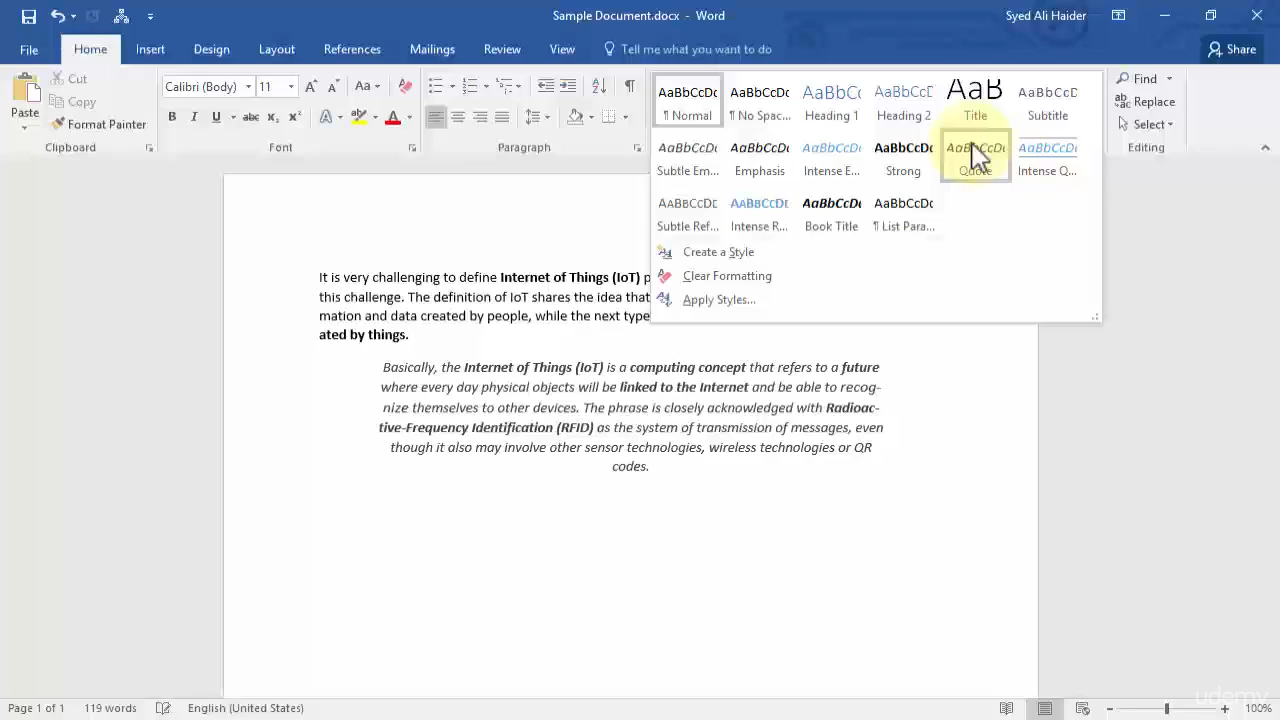 Sample Document.docx - Word
Syed Ali Haider
File Home Insert Design Layout References Mailings Review View Tell me what you want to do Share
Paste
Cut
Copy
Format Painter
Clipboard
Calibri (Body) 11 Aa
B I U abc x₂ x² A A
Font
Paragraph
AaBbCcDc AaBbCcDc AaBbCc AaBbCcD AaB AaBbCcD
¶ Normal ¶ No Spac... Heading 1 Heading 2 Title Subtitle
AaBbCcDc AaBbCcDc AaBbCcDc AaBbCcDc AaBbCcDc AaBbCcDc
Subtle Em... Emphasis Intense E... Strong Quote Intense Q...
AaBbCcDc AaBbCcDc AaBbCcDc AaBbCcDc
Subtle Ref... Intense R... Book Title ¶ List Para...
Create a Style
Clear Formatting
Apply Styles...
Find
Replace
Select
Editing
It is very challenging to define Internet of Things (IoT)
this challenge. The definition of IoT shares the idea that
mation and data created by people, while the next type
ated by things.
Basically, the Internet of Things (IoT) is a computing concept that refers to a future
where every day physical objects will be linked to the Internet and be able to recog-
nize themselves to other devices. The phrase is closely acknowledged with Radioac-
tive-Frequency Identification (RFID) as the system of transmission of messages, even
though it also may involve other sensor technologies, wireless technologies or QR
codes.
Page 1 of 1 119 words English (United States) 100%
udemy